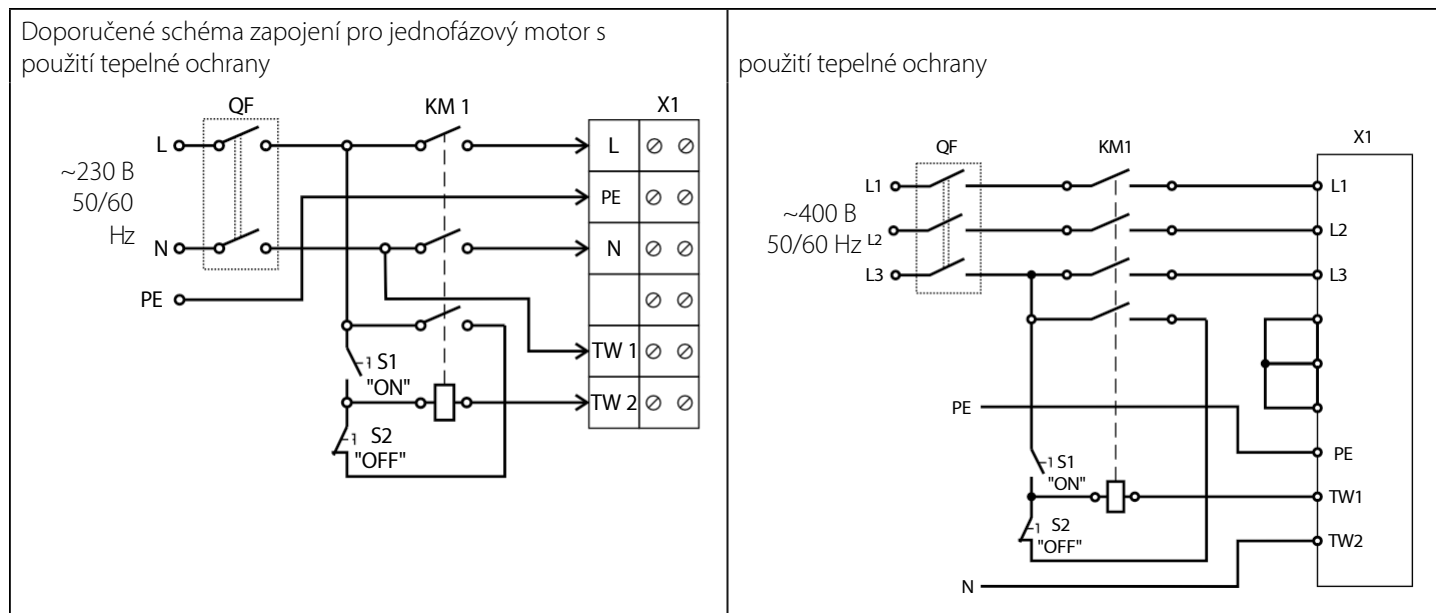 Doporučené schéma zapojení pro jednofázový motor s
použití tepelné ochrany
QF
KM 1
X1
L
L
~230 B
50/60
Hz
PE
N
N
PE
TW 1
S1
"ON"
TW 2
S2
"OFF"
použití tepelné ochrany
X1
QF
KM1
L1
L1
~400 B
50/60 Hz
L2
L2
L3
L3
PE
PE
S1
"ON"
TW1
S2
"OFF"
TW2
N